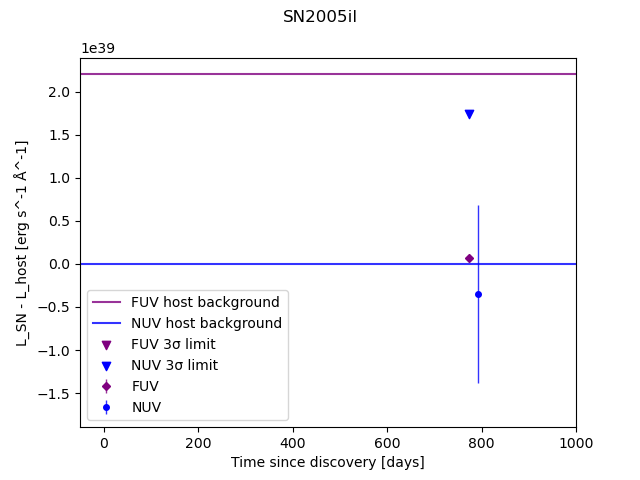 SN2005il
1e39
2.0
1.5
1.0
0.5
0.0
−0.5
−1.0
−1.5
L_SN - L_host [erg s^-1 Å^-1]
FUV host background
NUV host background
FUV 3σ limit
NUV 3σ limit
FUV
NUV
0 200 400 600 800 1000
Time since discovery [days]